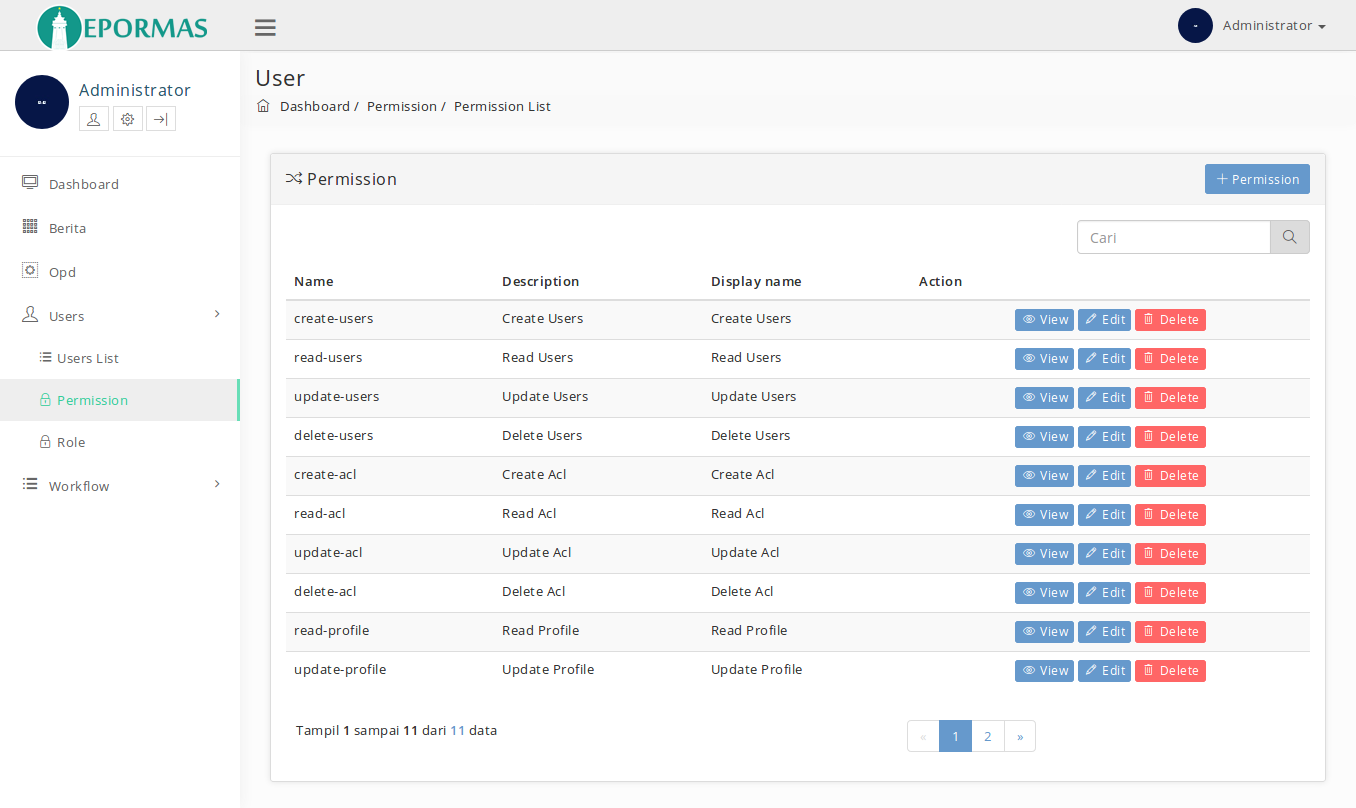 EPORMAS
Administrator
Administrator
Dashboard
Berita
Opd
Users
Users List
Permission
Role
Workflow
User
Dashboard / Permission / Permission List
Permission
Permission
Cari
Name Description Display name Action
create-users Create Users Create Users View Edit Delete
read-users Read Users Read Users View Edit Delete
update-users Update Users Update Users View Edit Delete
delete-users Delete Users Delete Users View Edit Delete
create-acl Create Acl Create Acl View Edit Delete
read-acl Read Acl Read Acl View Edit Delete
update-acl Update Acl Update Acl View Edit Delete
delete-acl Delete Acl Delete Acl View Edit Delete
read-profile Read Profile Read Profile View Edit Delete
update-profile Update Profile Update Profile View Edit Delete
Tampil 1 sampai 11 dari 11 data
« 1 2 »